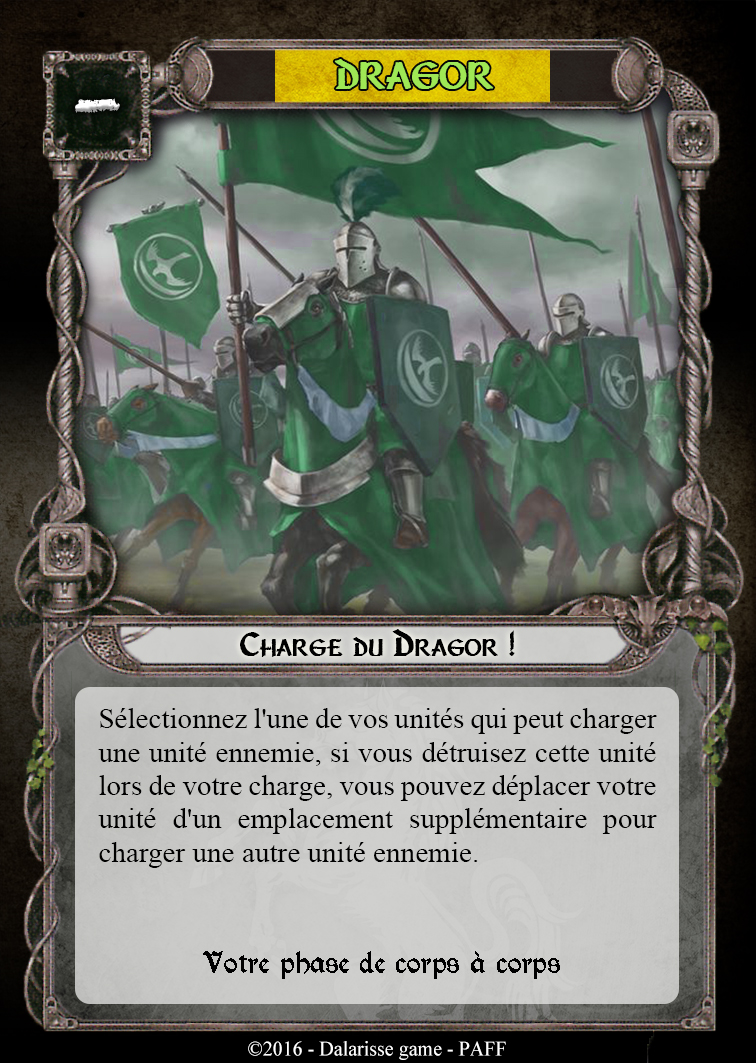 DRAGOR
Charge du Dragor !
Sélectionnez l'une de vos unités qui peut charger
une unité ennemie, si vous détruisez cette unité
lors de votre charge, vous pouvez déplacer votre
unité d'un emplacement supplémentaire pour
charger une autre unité ennemie.
Votre phase de corps à corps
©2016 - Dalarisse game - PAFF